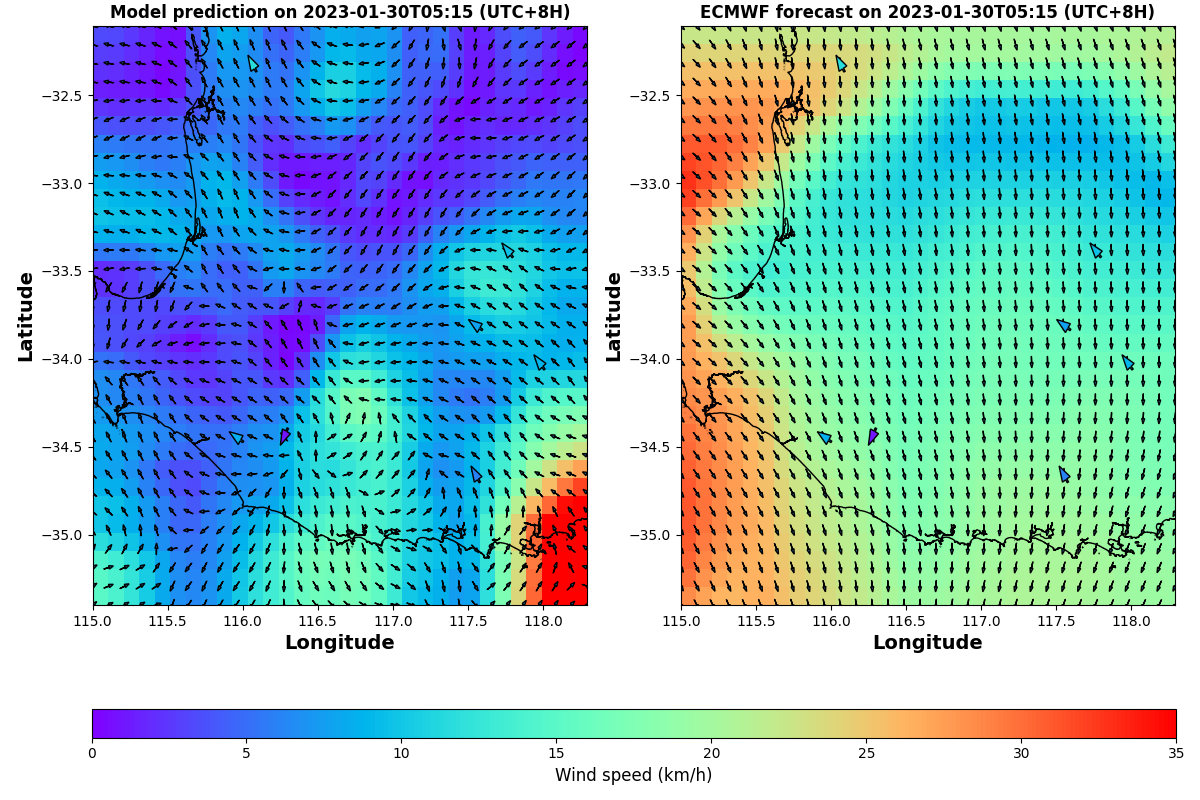 Model prediction on 2023-01-30T05:15 (UTC+8H)
ECMWF forecast on 2023-01-30T05:15 (UTC+8H)
Latitude
−32.5
−33.0
−33.5
−34.0
−34.5
−35.0
115.0 115.5 116.0 116.5 117.0 117.5 118.0
Longitude
Latitude
−32.5
−33.0
−33.5
−34.0
−34.5
−35.0
115.0 115.5 116.0 116.5 117.0 117.5 118.0
Longitude
0 5 10 15 20 25 30 35
Wind speed (km/h)